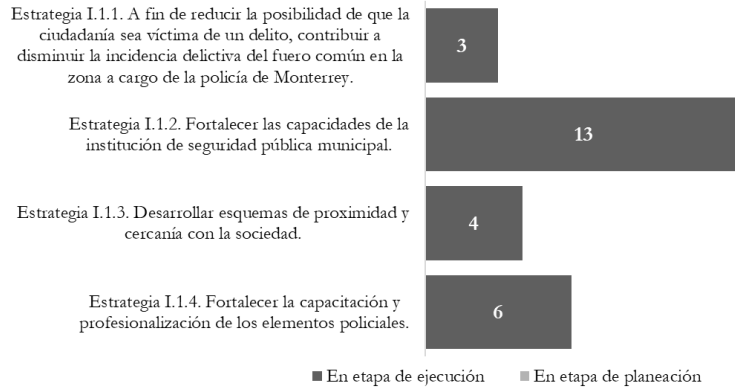 Estrategia I.1.1. A fin de reducir la posibilidad de que la
ciudadanía sea víctima de un delito, contribuir a
disminuir la incidencia delictiva del fuero común en la
zona a cargo de la policía de Monterrey.
3
Estrategia I.1.2. Fortalecer las capacidades de la
institución de seguridad pública municipal.
13
Estrategia I.1.3. Desarrollar esquemas de proximidad y
cercanía con la sociedad.
4
Estrategia I.1.4. Fortalecer la capacitación y
profesionalización de los elementos policiales.
6
En etapa de ejecución
En etapa de planeación